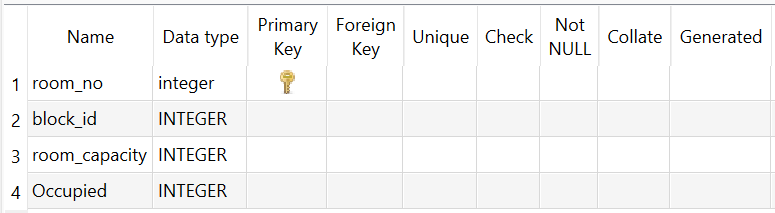 Name Data type Primary Key Foreign Key Unique Check Not NULL Collate Generated
1 room_no integer
2 block_id INTEGER
3 room_capacity INTEGER
4 Occupied INTEGER